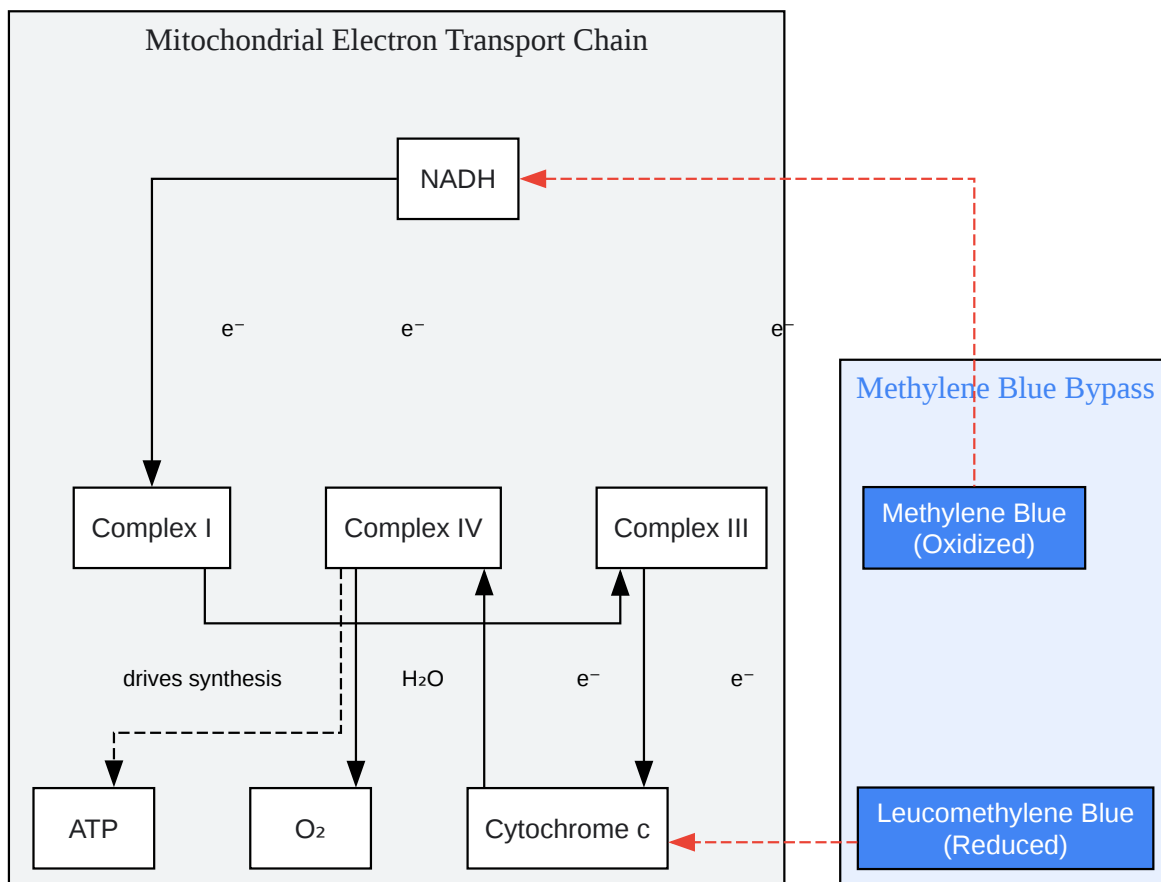 Mitochondrial Electron Transport Chain
NADH
e⁻
e⁻
e⁻
Methylene Blue Bypass
Complex I
Complex IV
Complex III
Methylene Blue
(Oxidized)
drives synthesis
H₂O
e⁻
e⁻
ATP
O₂
Cytochrome c
Leucomethylene Blue
(Reduced)